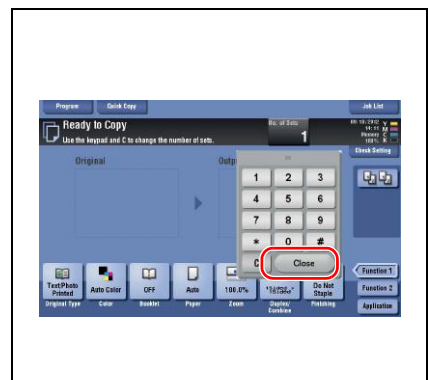 Program Quick Copy Job List
Ready to Copy
No. of Sets
1
Use the keypad and C to change the number of sets.
Memory
100%
Y
M
C
K
Check Setting
Original
1 2 3
4 5 6
7 8 9
* 0 #
C Close
Text/Photo Printed
Auto Color
OFF
Auto
100.0%
1Sided>
Do Not Staple
Function 1
Original Type Color Booklet Paper Zoom Duplex/ Combine Finishing
Function 2
Application